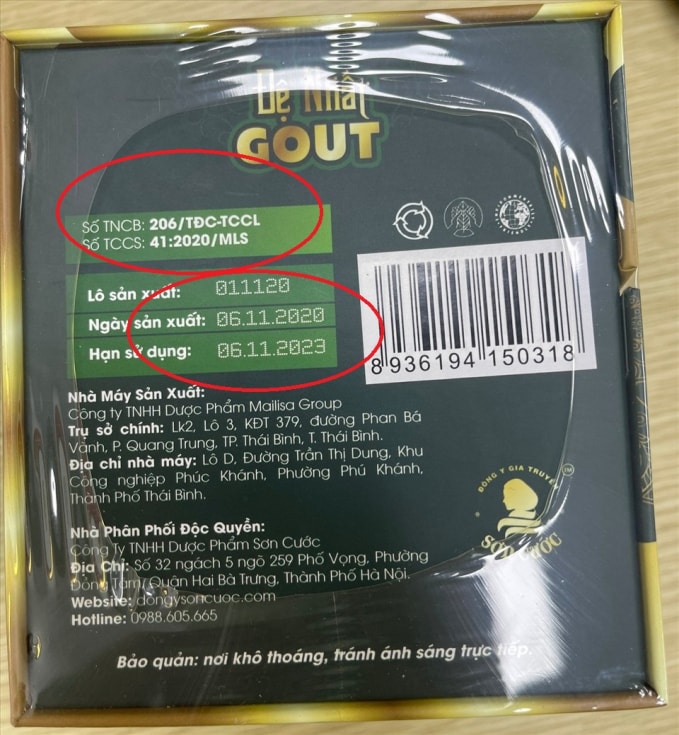 Đệ Nhất
GOUT
Số TNCB: 206/TĐC-TCCL
Số TCCS: 41:2020/MLS
Lô sản xuất: 011120
Ngày sản xuất: 06.11.2020
Hạn sử dụng: 06.11.2023
8 936194 150318
Nhà Máy Sản Xuất:
Công ty TNHH Dược Phẩm Mailisa Group
Trụ sở chính: Lk2, Lô 3, KĐT 379, đường Phan Bá
Vành, P. Quang Trung, TP. Thái Bình, T. Thái Bình.
Địa chỉ nhà máy: Lô D, Đường Trần Thị Dung, Khu
Công nghiệp Phúc Khánh, Phường Phú Khánh,
Thành Phố Thái Bình.
ĐÔNG Y GIA TRUYỀN
TM
SƠN CƯỚC
Nhà Phân Phối Độc Quyền:
Công Ty TNHH Dược Phẩm Sơn Cước
Địa Chỉ: Số 32 ngách 5 ngõ 259 Phố Vọng, Phường
Đồng Tâm, Quận Hai Bà Trưng, Thành Phố Hà Nội.
Website: dongysoncuoc.com
Hotline: 0988.605.665
Bảo quản: nơi khô thoáng, tránh ánh sáng trực tiếp.